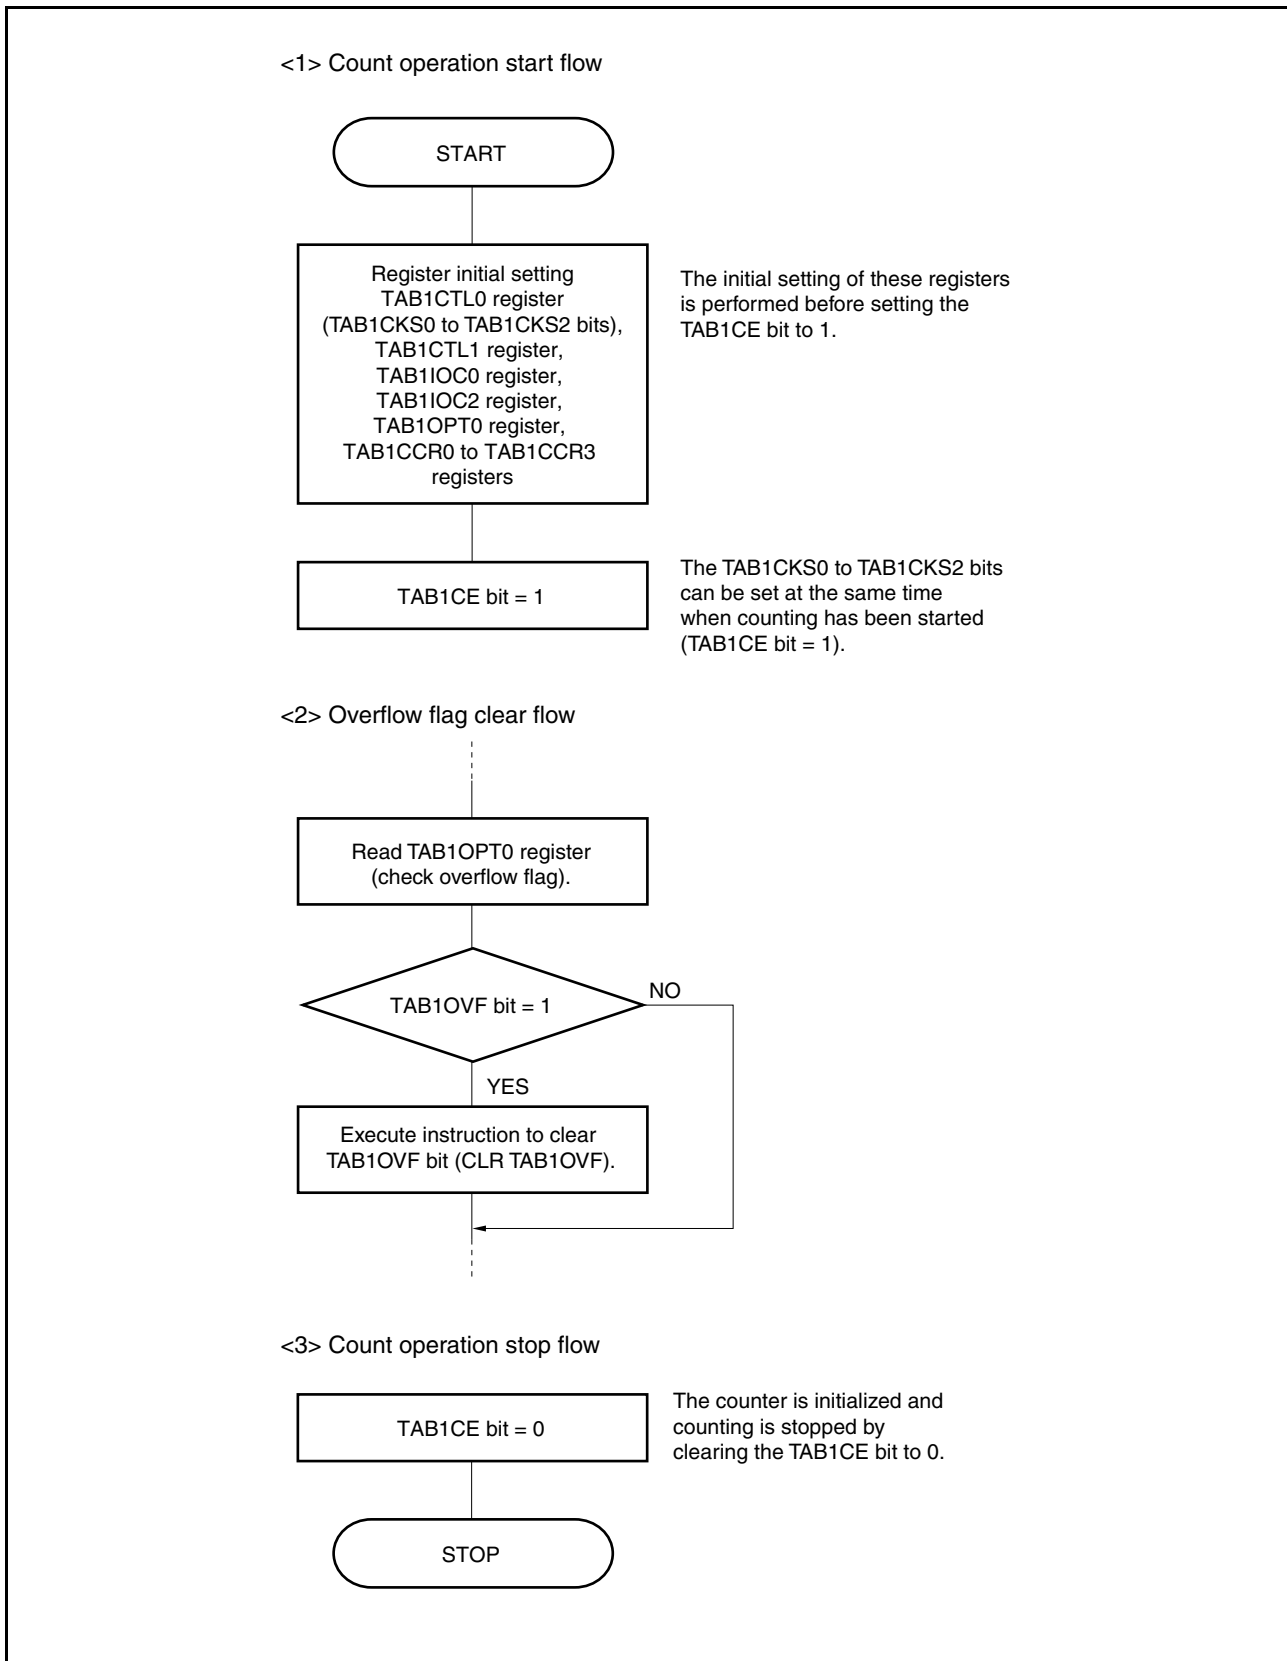 <1> Count operation start flow
START
Register initial setting
TAB1CTL0 register
(TAB1CKS0 to TAB1CKS2 bits),
TAB1CTL1 register,
TAB1IOC0 register,
TAB1IOC2 register,
TAB1OPT0 register,
TAB1CCR0 to TAB1CCR3
registers
The initial setting of these registers
is performed before setting the
TAB1CE bit to 1.
TAB1CE bit = 1
The TAB1CKS0 to TAB1CKS2 bits
can be set at the same time
when counting has been started
(TAB1CE bit = 1).
<2> Overflow flag clear flow
Read TAB1OPT0 register
(check overflow flag).
TAB1OVF bit = 1
NO
YES
Execute instruction to clear
TAB1OVF bit (CLR TAB1OVF).
<3> Count operation stop flow
TAB1CE bit = 0
The counter is initialized and
counting is stopped by
clearing the TAB1CE bit to 0.
STOP